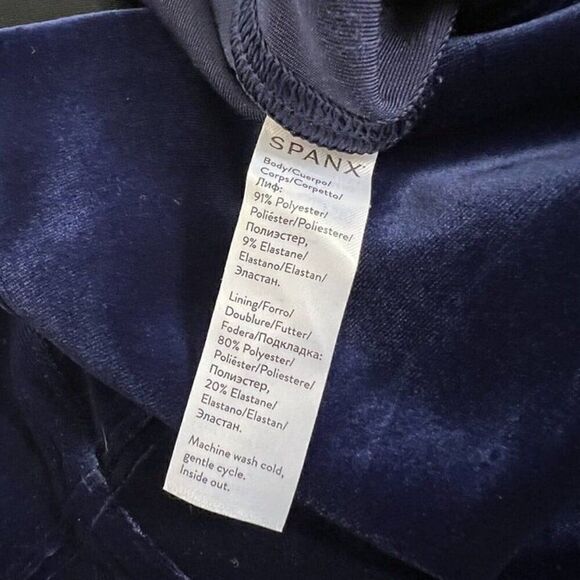 SPANX
Body/Cuerpo/
Corps/Corpetto/
Лиф:
91% Polyester/
Poliéster/Poliestere/
Полиэстер,
9% Elastane/
Elastano/Elastan/
Эластан.
Lining/Forro/
Doublure/Futter/
Fodera/Подкладка:
80% Polyester/
Poliéster/Poliestere/
Полиэстер,
20% Elastane/
Elastano/Elastan/
Эластан.
Machine wash cold,
gentle cycle.
Inside out.